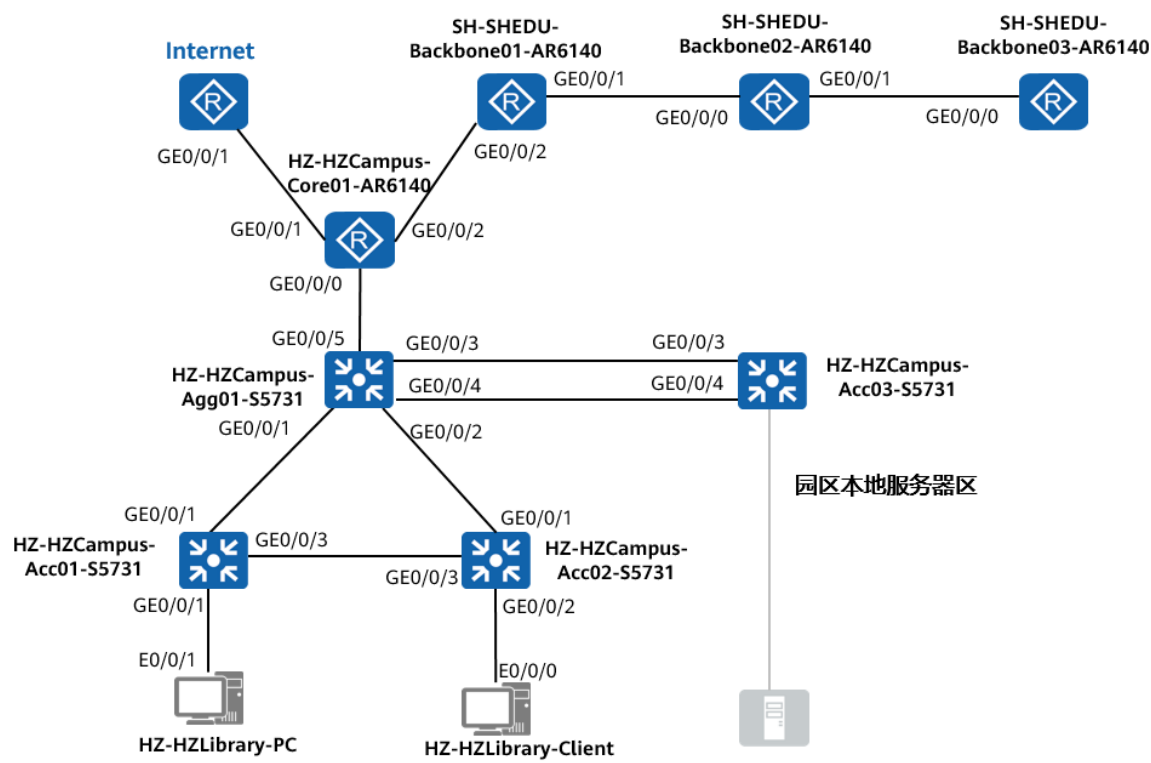 SH-SHEDU-
Backbone01-AR6140
SH-SHEDU-
Backbone02-AR6140
SH-SHEDU-
Backbone03-AR6140
Internet
GE0/0/1
GE0/0/0
GE0/0/1
GE0/0/0
R
R
R
R
GE0/0/1
GE0/0/2
HZ-HZCampus-
Core01-AR6140
GE0/0/1
R
GE0/0/2
GE0/0/0
GE0/0/5
GE0/0/3
GE0/0/3
HZ-HZCampus-
Agg01-S5731
GE0/0/4
GE0/0/4
HZ-HZCampus-
Acc03-S5731
GE0/0/1
GE0/0/2
园区本地服务器区
GE0/0/1
GE0/0/1
HZ-HZCampus-
Acc01-S5731
GE0/0/3
GE0/0/3
HZ-HZCampus-
Acc02-S5731
GE0/0/1
GE0/0/2
E0/0/1
E0/0/0
HZ-HZLibrary-PC
HZ-HZLibrary-Client